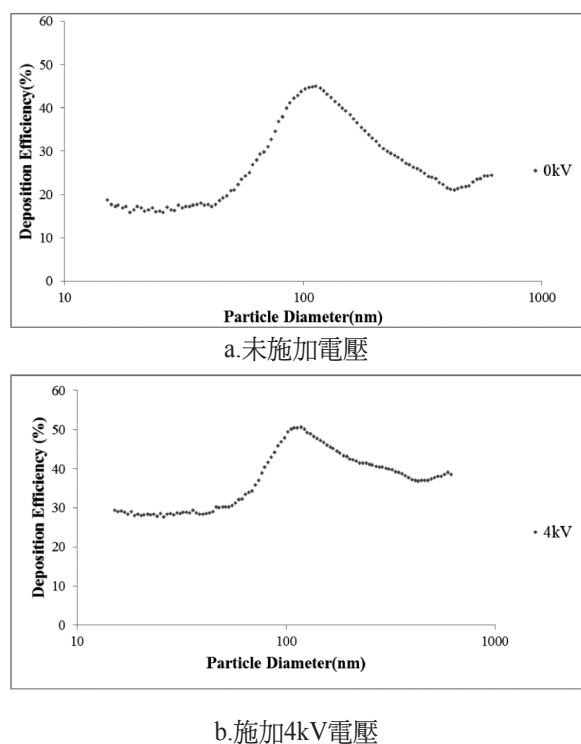 60
50
40
30
20
10
0
Deposition Efficiency(%)
10 100 1000
Particle Diameter(nm)
0kV
a.未施加電壓
60
50
40
30
20
10
0
Deposition Efficiency (%)
10 100 1000
Particle Diameter(nm)
4kV
b.施加4kV電壓